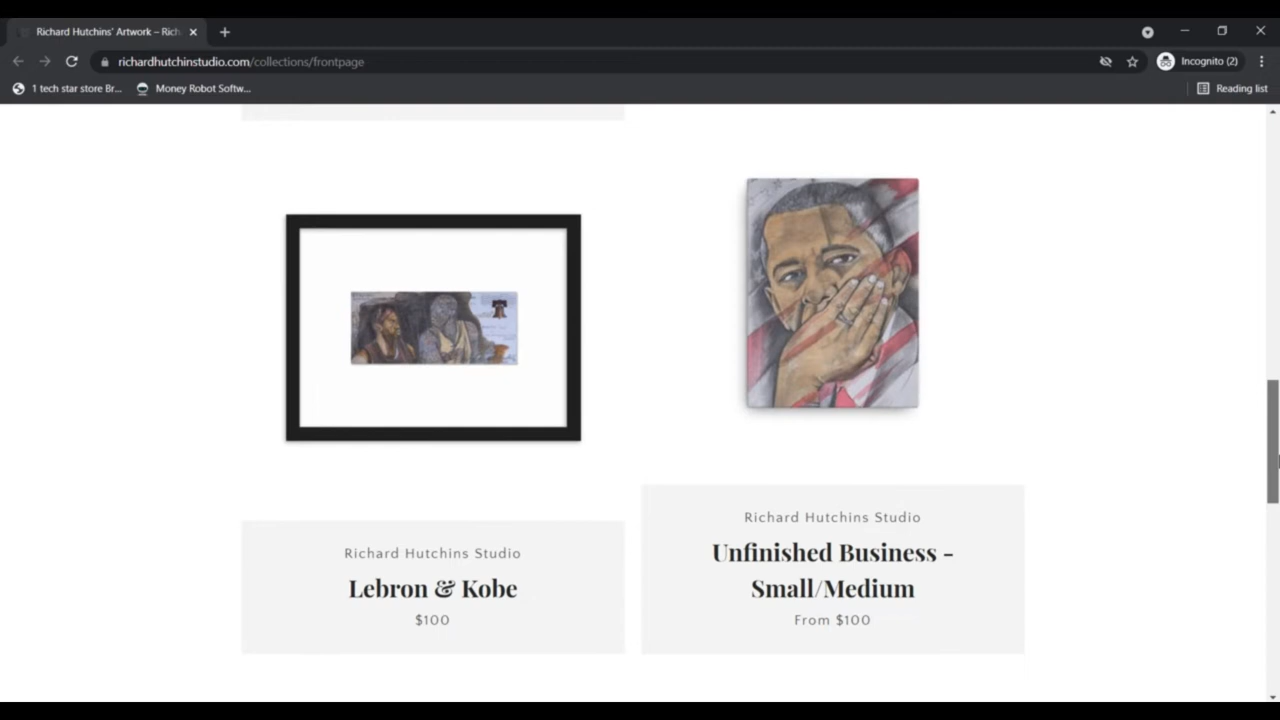 Richard Hutchins' Artwork – Rich
richardhutchinstudio.com/collections/frontpage
Incognito (2)
1 tech star store Br...
Money Robot Softw...
Reading list
Richard Hutchins Studio
Lebron & Kobe
$100
Richard Hutchins Studio
Unfinished Business -
Small/Medium
From $100